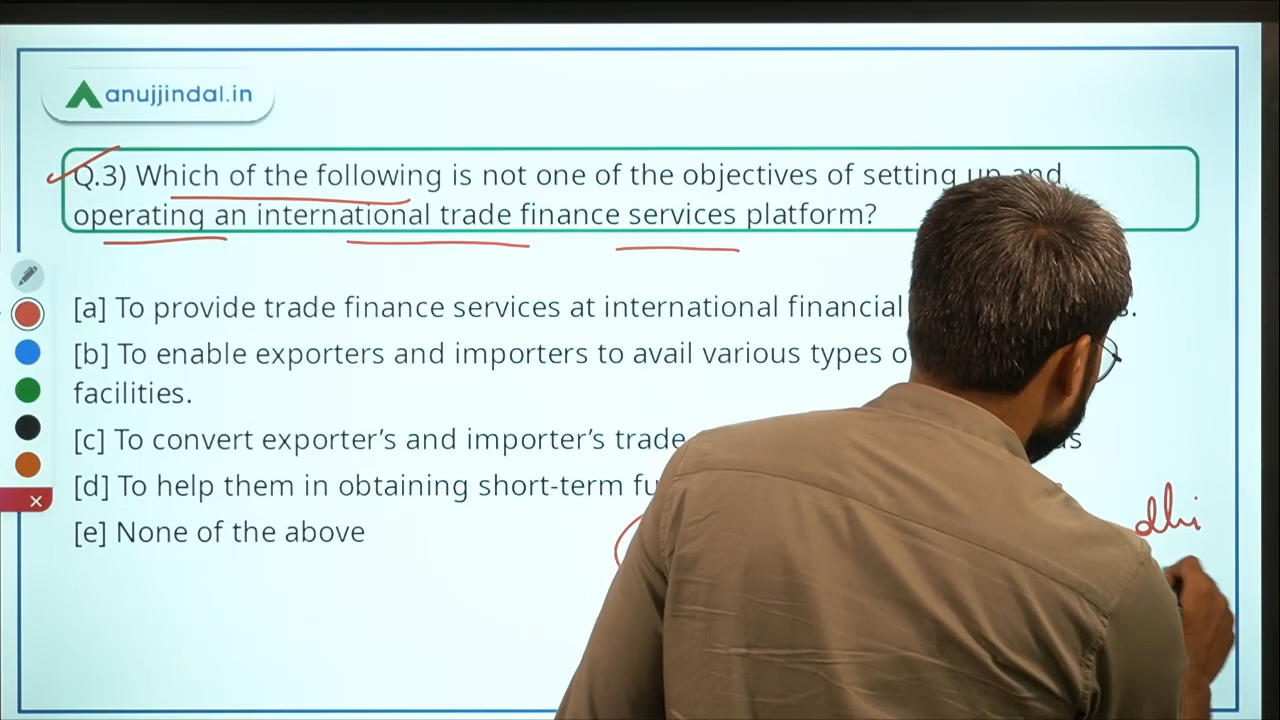 anujjindal.in
Q.3) Which of the following is not one of the objectives of setting up and
operating an international trade finance services platform?
[a] To provide trade finance services at international financial
[b] To enable exporters and importers to avail various types
facilities.
[c] To convert exporter's and importer's trade
[d] To help them in obtaining short-term
[e] None of the above
dhi